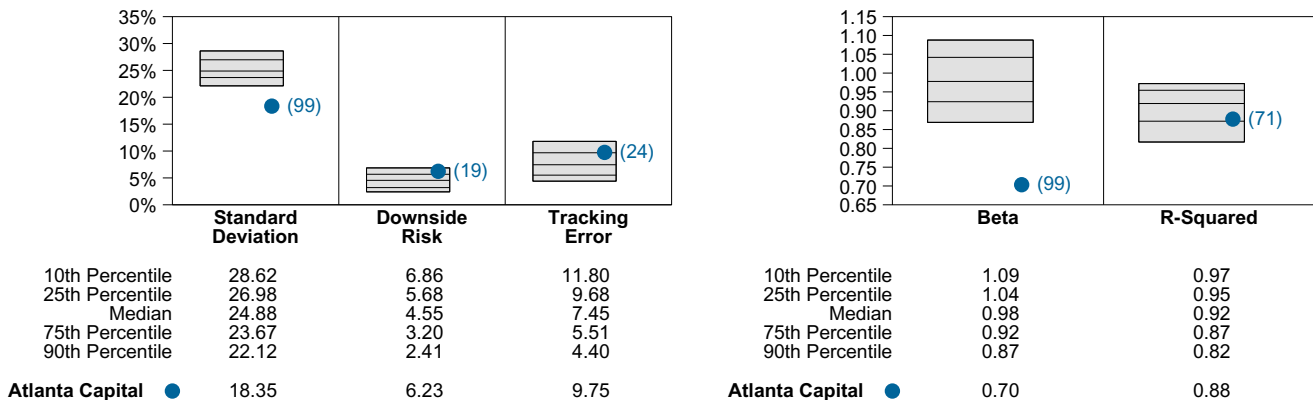 35%
30%
25%
20%
15%
10%
5%
0%
(99)
(19)
(24)
Standard Deviation
Downside Risk
Tracking Error
10th Percentile 28.62 6.86 11.80
25th Percentile 26.98 5.68 9.68
Median 24.88 4.55 7.45
75th Percentile 23.67 3.20 5.51
90th Percentile 22.12 2.41 4.40
Atlanta Capital 18.35 6.23 9.75
1.15
1.10
1.05
1.00
0.95
0.90
0.85
0.80
0.75
0.70
0.65
(99)
(71)
Beta R-Squared
10th Percentile 1.09 0.97
25th Percentile 1.04 0.95
Median 0.98 0.92
75th Percentile 0.92 0.87
90th Percentile 0.87 0.82
Atlanta Capital 0.70 0.88